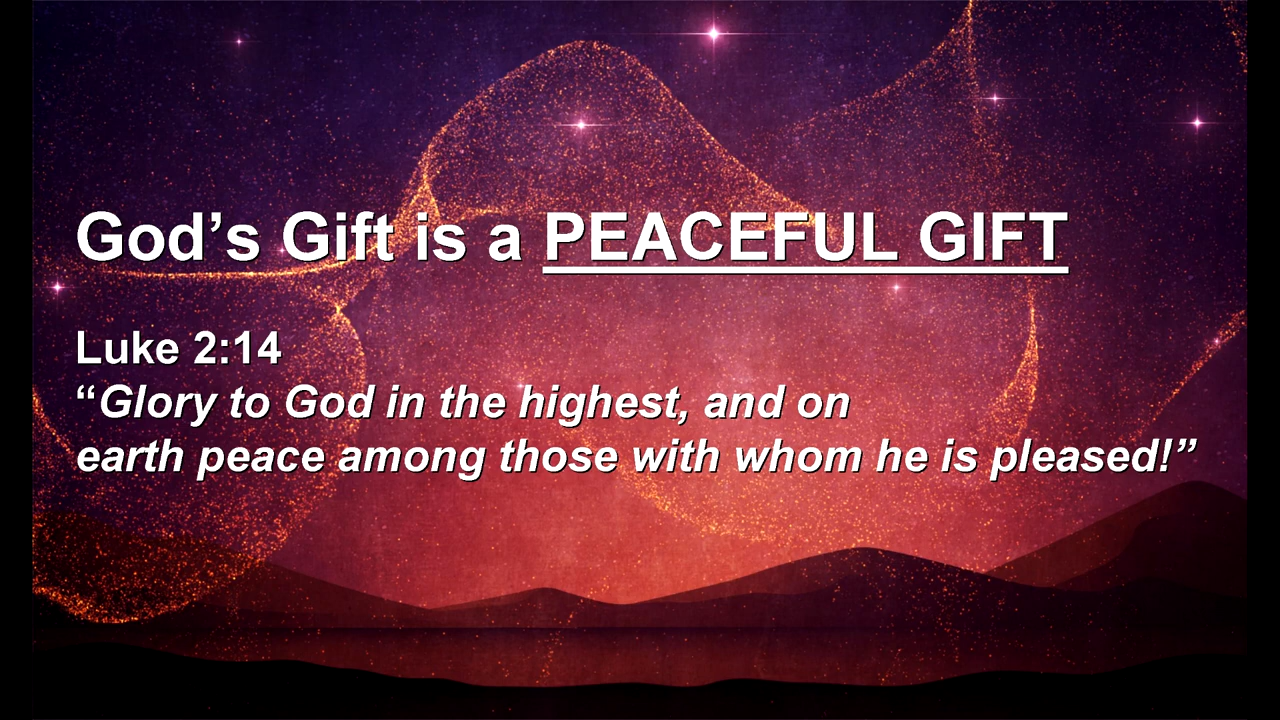 God’s Gift is a PEACEFUL GIFT
Luke 2:14
“Glory to God in the highest, and on
earth peace among those with whom he is pleased!”